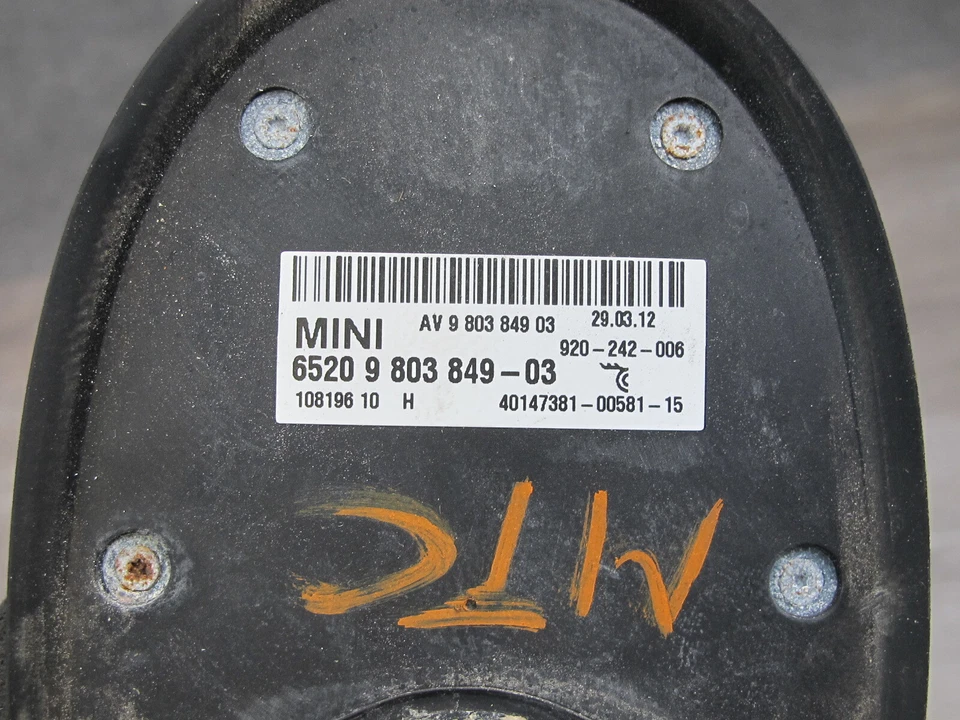 AV 9 803 849 03 29.03.12
MINI 920-242-006
6520 9 803 849-03
108196 10 H 40147381-00581-15